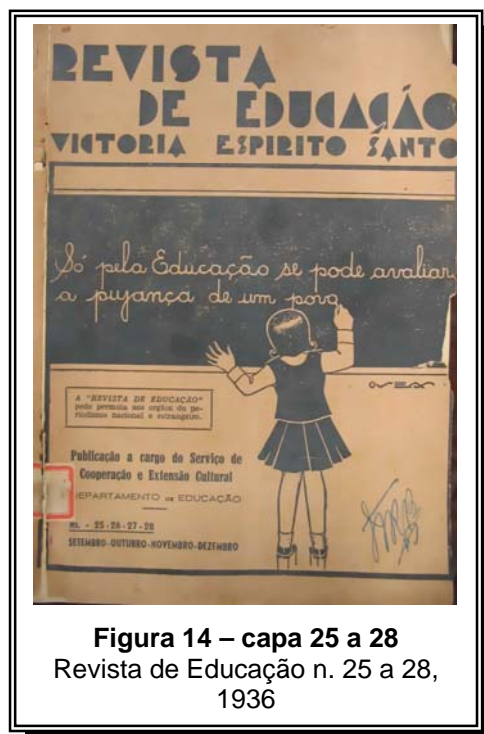 REVISTA
DE EDUCAÇÃO
VICTORIA ESPIRITO SANTO
Só pela Educação se pode avaliar
a pujança de um povo
A "REVISTA DE EDUCAÇÃO"
pede permuta aos orgãos do pe-
riodismo nacional e estrangeiro.
Publicação a cargo do Serviço de
Cooperação e Extensão Cultural
DEPARTAMENTO DE EDUCAÇÃO
25-26-27-28
SETEMBRO-OUTUBRO-NOVEMBRO-DEZEMBRO
Figura 14 – capa 25 a 28
Revista de Educação n. 25 a 28,
1936